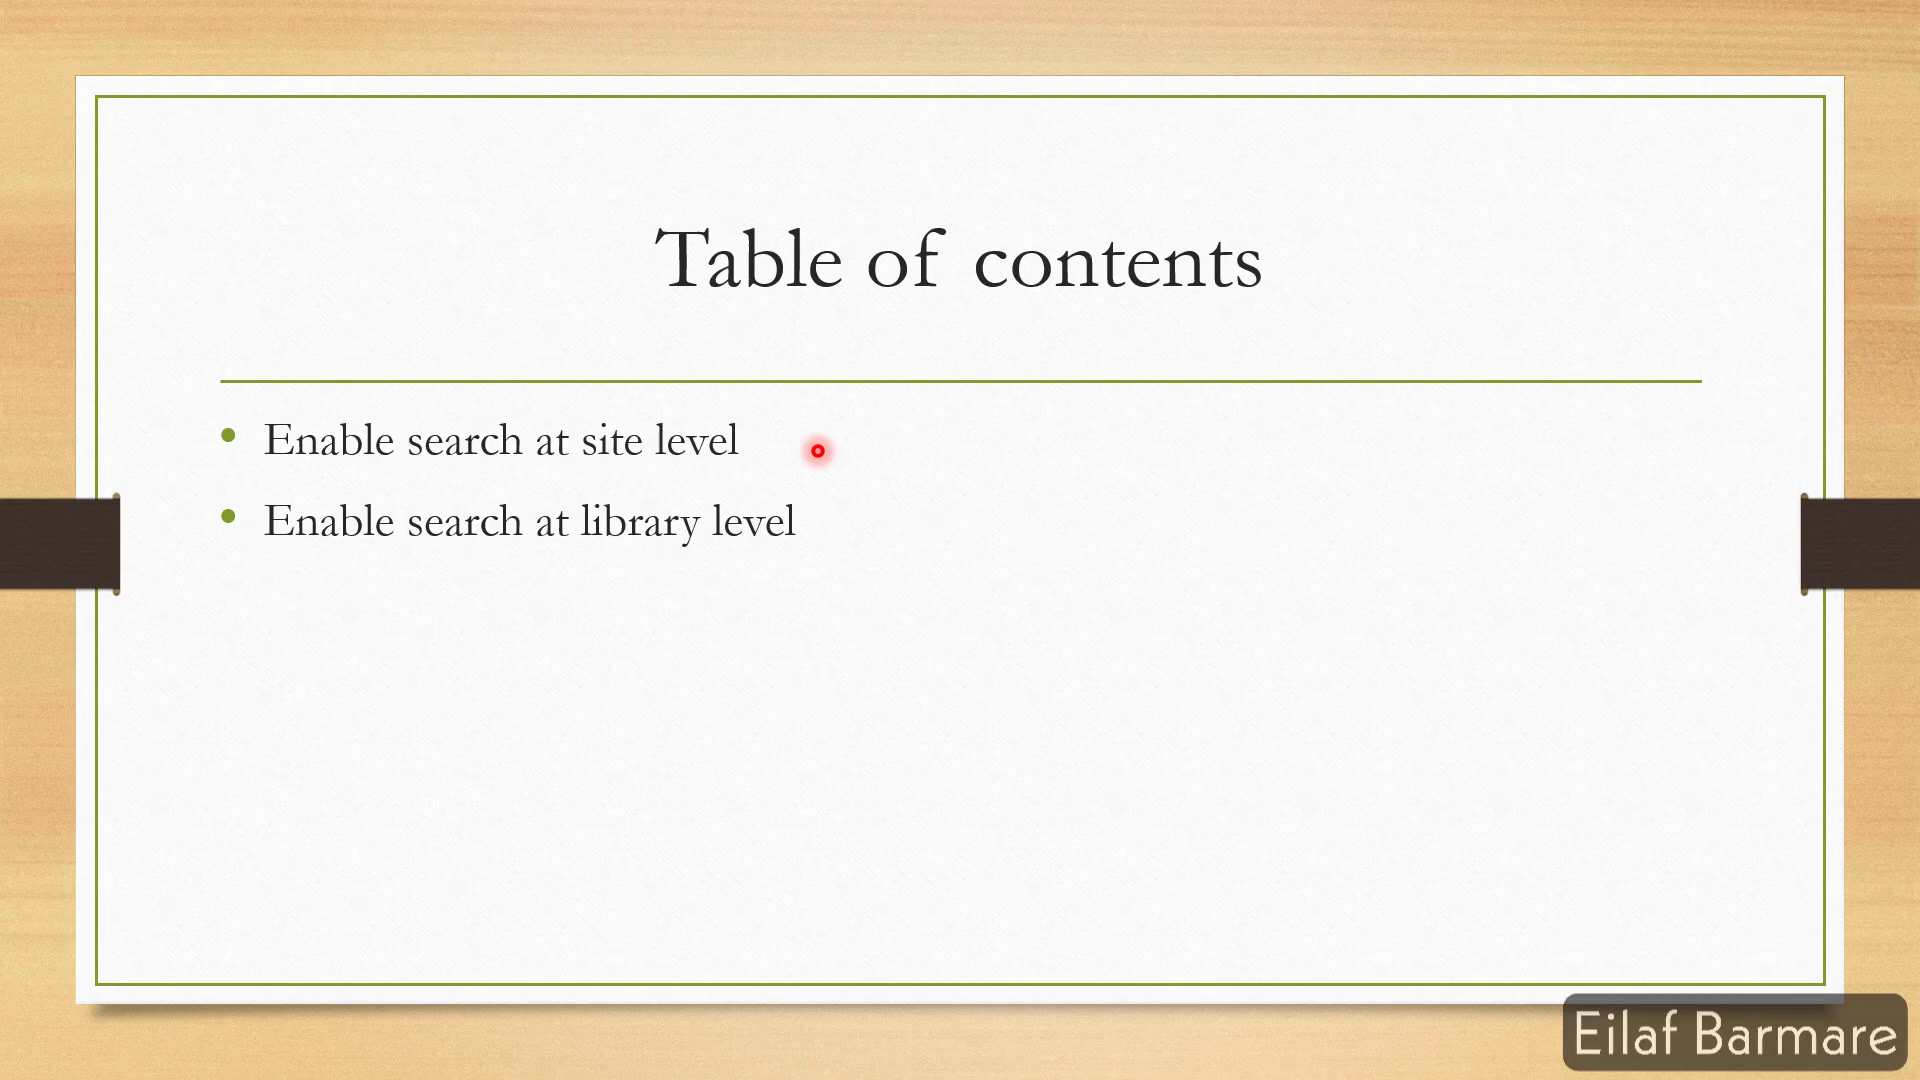 Table of contents
Enable search at site level
Enable search at library level
Eilaf Barmare